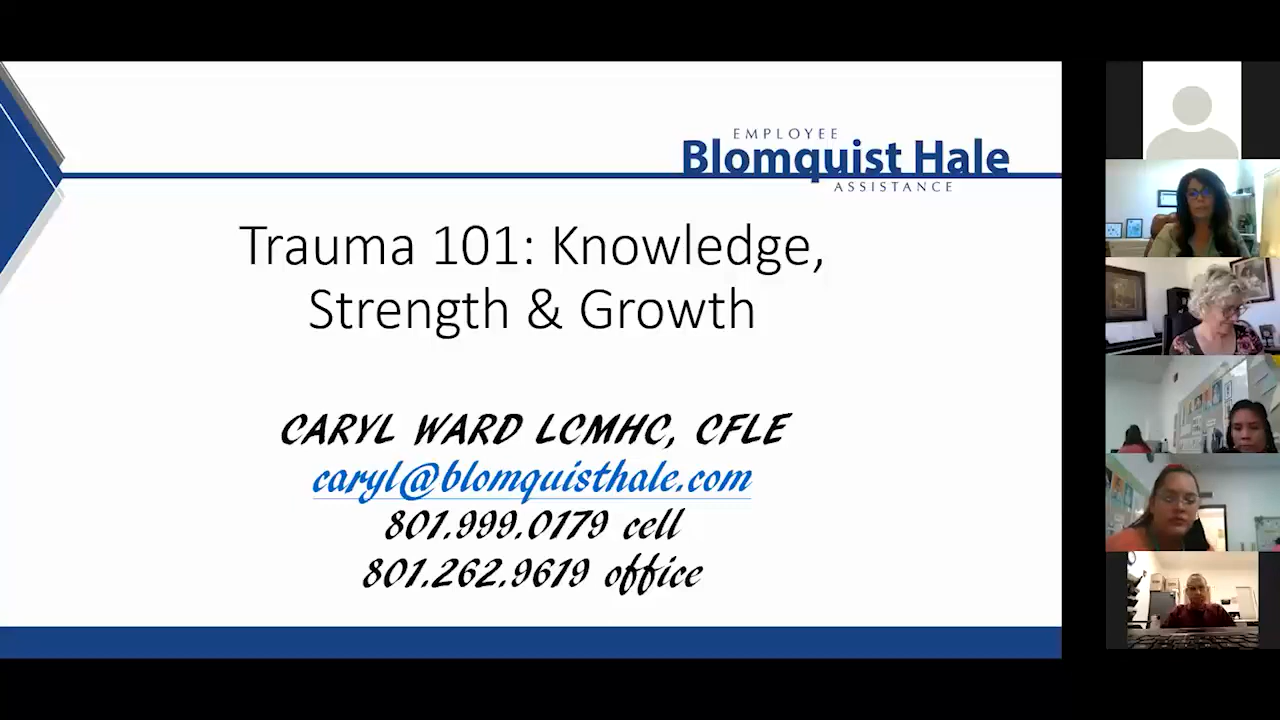 EMPLOYEE
Blomquist Hale
ASSISTANCE
Trauma 101: Knowledge,
Strength & Growth
CARYL WARD LCMHC, CFLE
caryl@blomquisthale.com
801.999.0179 cell
801.262.9619 office